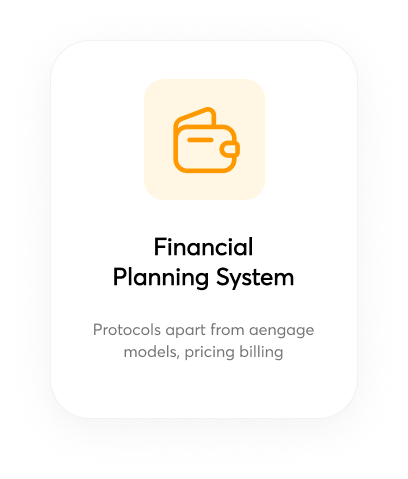 Financial
Planning System
Protocols apart from aengage
models, pricing billing